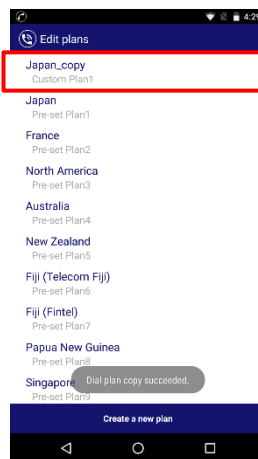 4:29
Edit plans
Japan_copy
Custom Plan1
Japan
Pre-set Plan1
France
Pre-set Plan2
North America
Pre-set Plan3
Australia
Pre-set Plan4
New Zealand
Pre-set Plan5
Fiji (Telecom Fiji)
Pre-set Plan6
Fiji (Fintel)
Pre-set Plan7
Papua New Guinea
Pre-set Plan8
Singapore
Dial plan copy succeeded.
Pre-set Plan9
Create a new plan